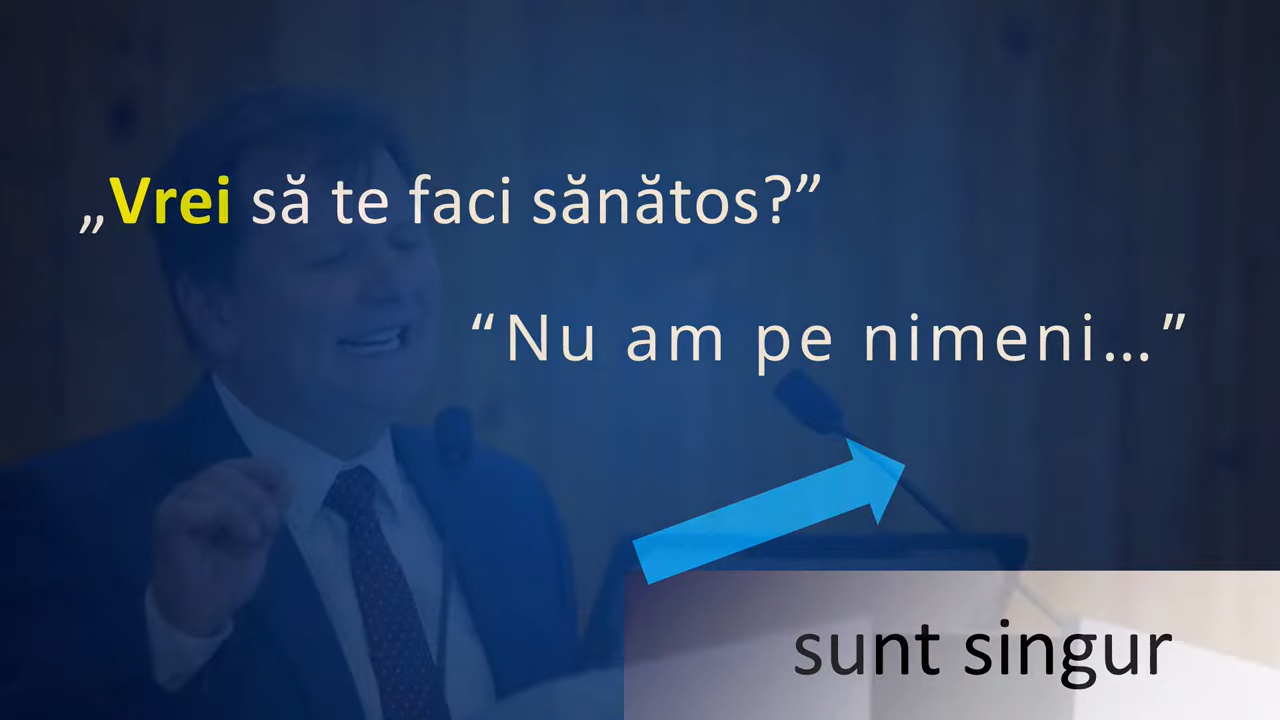 „Vrei să te faci sănătos?”
“Nu am pe nimeni…”
sunt singur